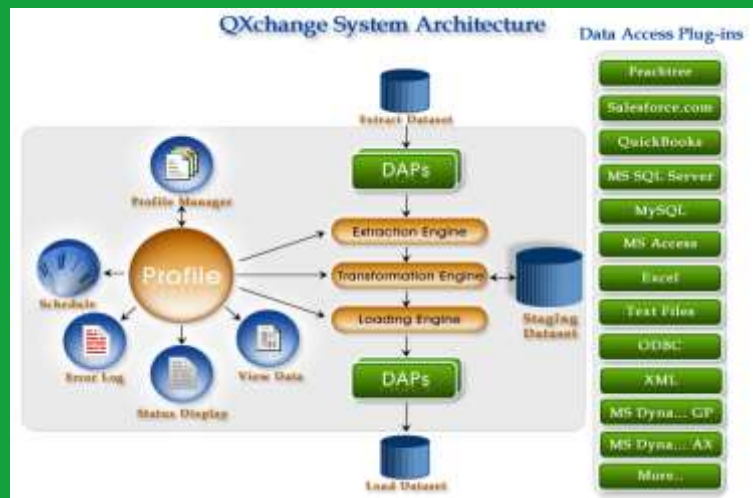 QXchange System Architecture
Data Access Plug-ins
Extract Dataset
DAPs
Profile Manager
Extraction Engine
Profile
Transformation Engine
Schedule
Staging
Dataset
Loading Engine
Error Log
View Data
Status Display
DAPs
Load Dataset
Peachtree
Salesforce.com
QuickBooks
MS SQL Server
MySQL
MS Access
Excel
Text Files
ODBC
XML
MS Dyna... GP
MS Dyna... AX
More..